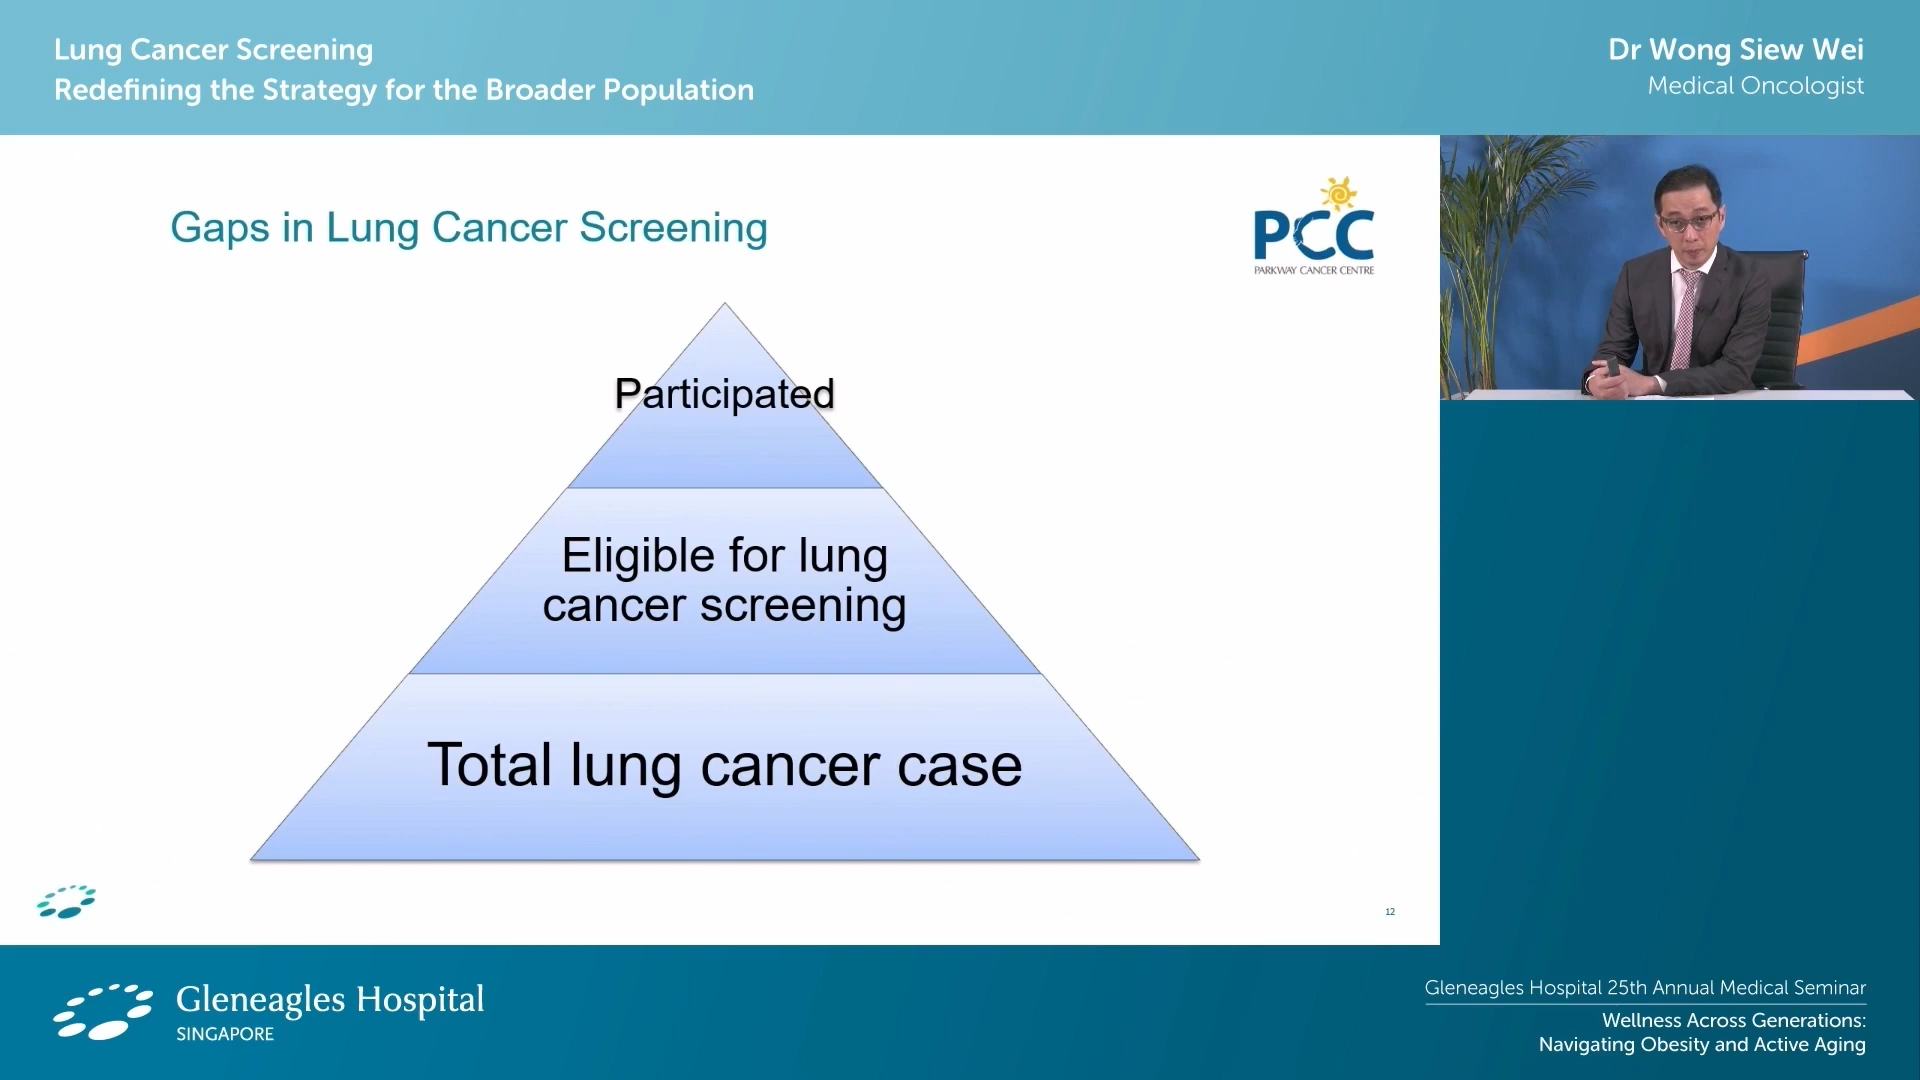 Lung Cancer Screening
Redefining the Strategy for the Broader Population
Dr Wong Siew Wei
Medical Oncologist
Gaps in Lung Cancer Screening
PCC
PARKWAY CANCER CENTRE
Participated
Eligible for lung
cancer screening
Total lung cancer case
12
Gleneagles Hospital
SINGAPORE
Gleneagles Hospital 25th Annual Medical Seminar
Wellness Across Generations:
Navigating Obesity and Active Aging